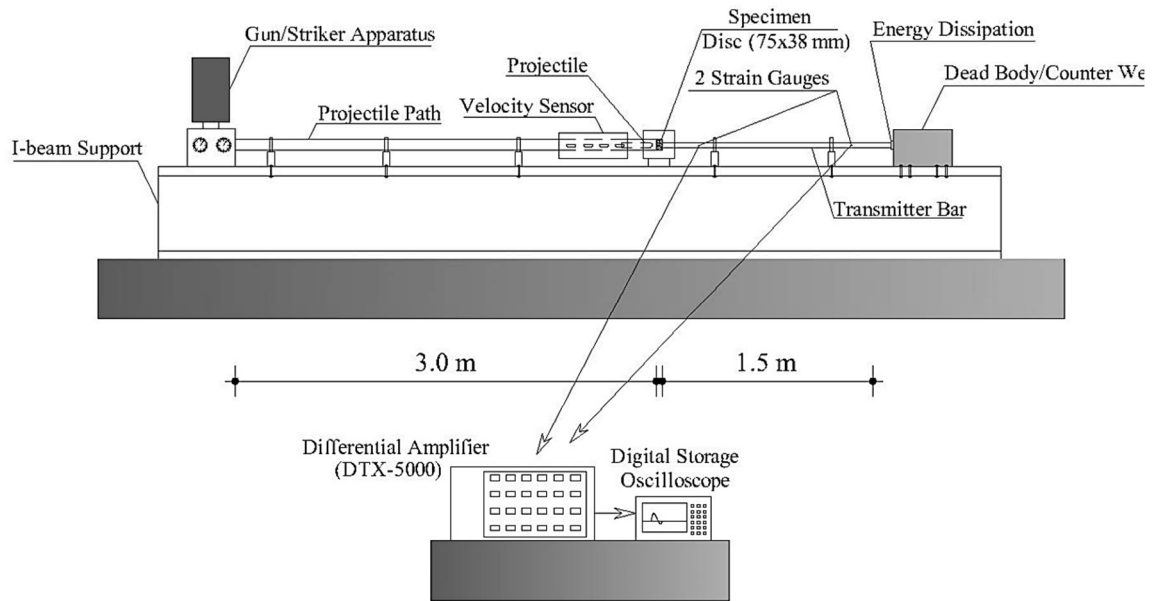 Gun/Striker Apparatus
Specimen
Disc (75x38 mm)
Energy Dissipation
Projectile
2 Strain Gauges
Dead Body/Counter We
Projectile Path
Velocity Sensor
I-beam Support
Transmitter Bar
3.0 m
1.5 m
Differential Amplifier
(DTX-5000)
Digital Storage
Oscilloscope